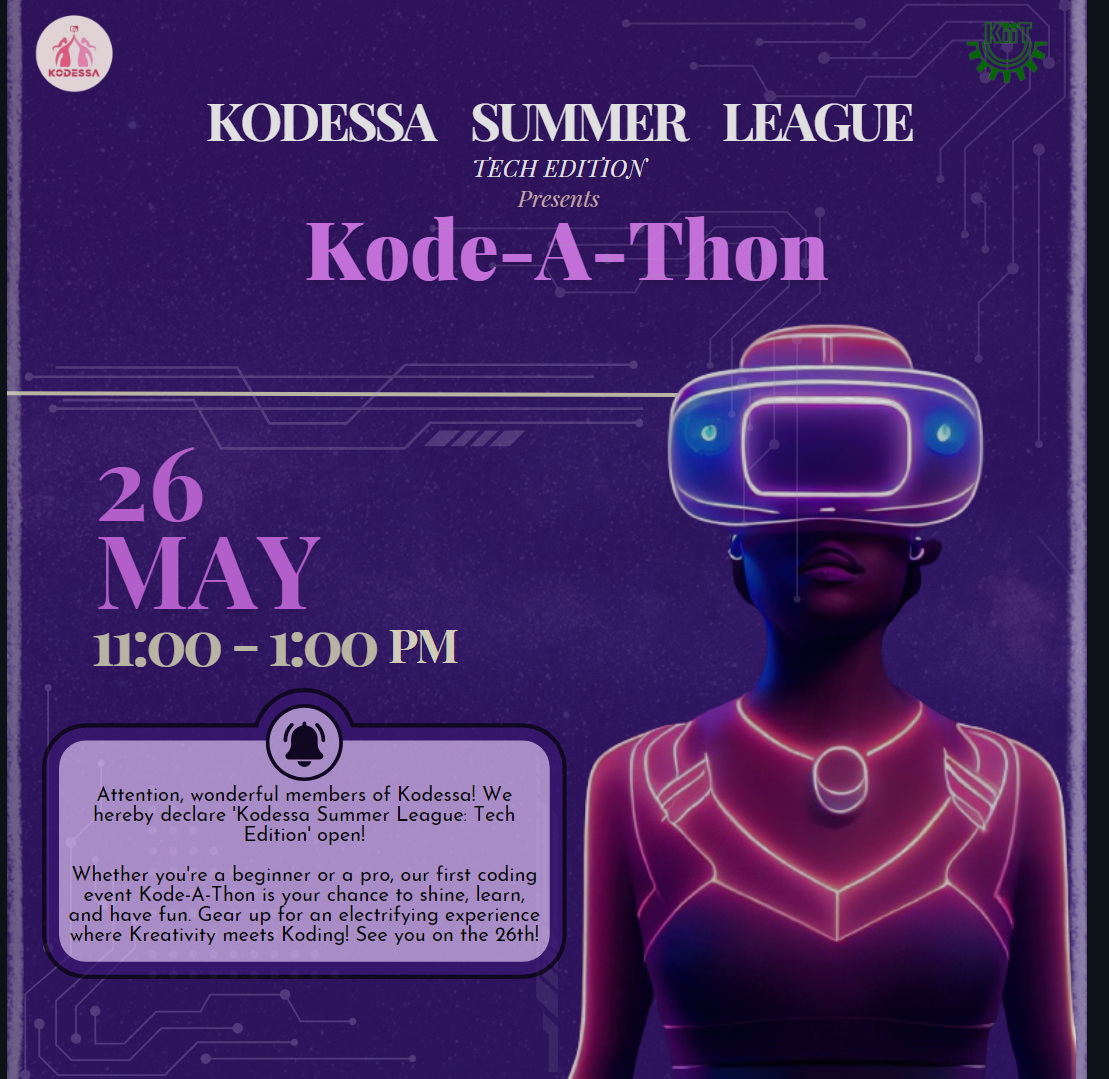 KODESSA
KMT
KODESSA SUMMER LEAGUE
TECH EDITION
Presents
Kode-A-Thon
26
MAY
11:00 - 1:00 PM
Attention, wonderful members of Kodessa! We
hereby declare 'Kodessa Summer League: Tech
Edition' open!
Whether you're a beginner or a pro, our first coding
event Kode-A-Thon is your chance to shine, learn,
and have fun. Gear up for an electrifying experience
where Kreativity meets Koding! See you on the 26th!